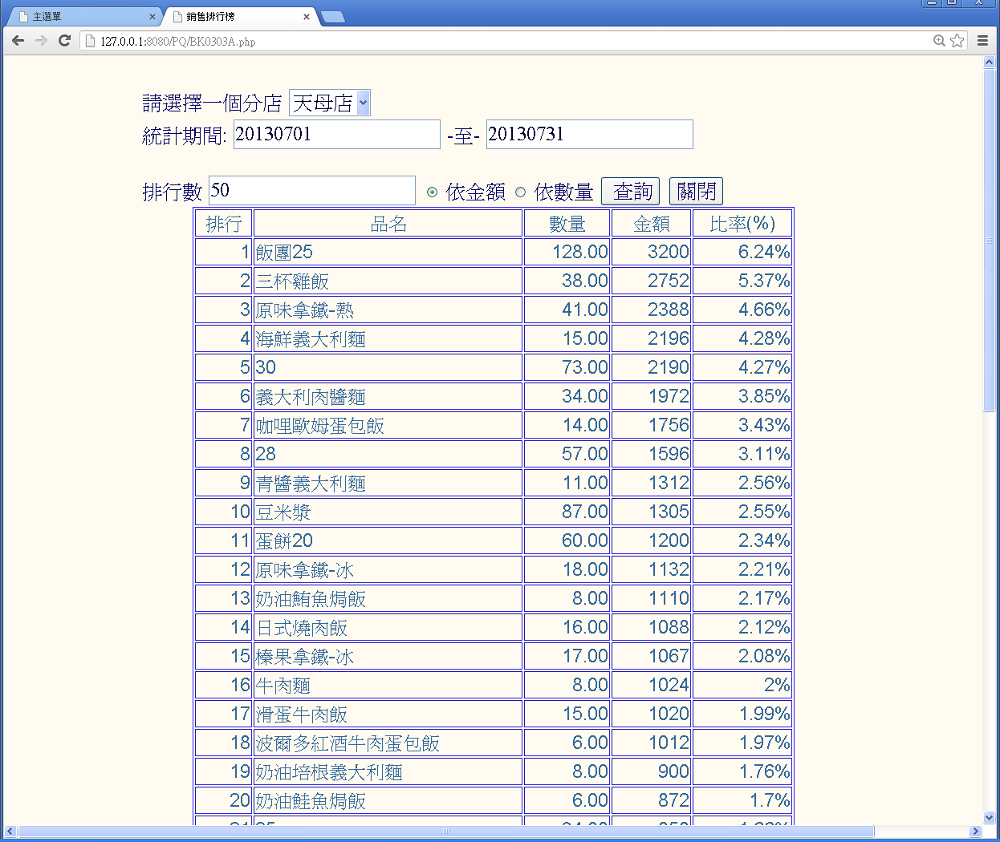 主選單
銷售排行榜
127.0.0.1:8080/PQ/BK0303A.php
請選擇一個分店 天母店
統計期間: 20130701 -至- 20130731
排行數 50 依金額 依數量 查詢 關閉
排行 品名 數量 金額 比率(%)
1 飯團25 128.00 3200 6.24%
2 三杯雞飯 38.00 2752 5.37%
3 原味拿鐵-熱 41.00 2388 4.66%
4 海鮮義大利麵 15.00 2196 4.28%
5 30 73.00 2190 4.27%
6 義大利肉醬麵 34.00 1972 3.85%
7 咖哩歐姆蛋包飯 14.00 1756 3.43%
8 28 57.00 1596 3.11%
9 青醬義大利麵 11.00 1312 2.56%
10 豆米漿 87.00 1305 2.55%
11 蛋餅20 60.00 1200 2.34%
12 原味拿鐵-冰 18.00 1132 2.21%
13 奶油鮪魚焗飯 8.00 1110 2.17%
14 日式燒肉飯 16.00 1088 2.12%
15 榛果拿鐵-冰 17.00 1067 2.08%
16 牛肉麵 8.00 1024 2%
17 滑蛋牛肉飯 15.00 1020 1.99%
18 波爾多紅酒牛肉蛋包飯 6.00 1012 1.97%
19 奶油培根義大利麵 8.00 900 1.76%
20 奶油鮭魚焗飯 6.00 872 1.7%